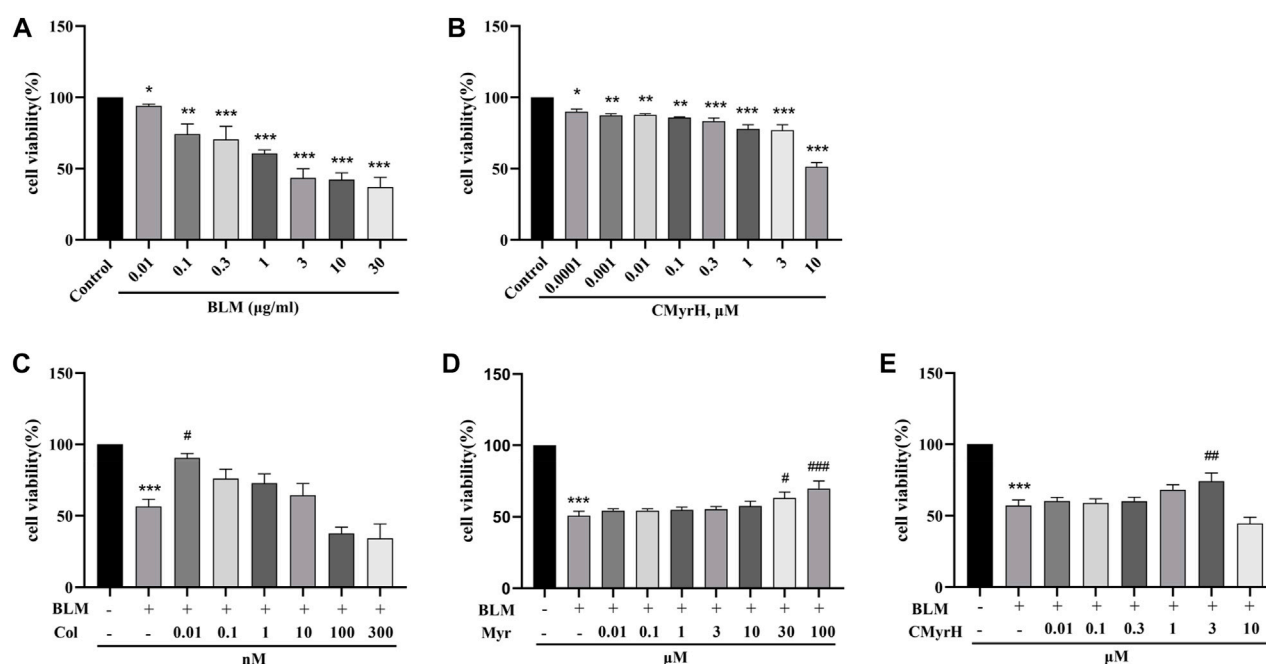 A
cell viability(%)
150
100
50
0
*
**
***
***
***
***
***
Control
0.01
0.1
0.3
1
3
10
30
BLM (μg/ml)
B
cell viability(%)
150
100
50
0
*
**
**
**
***
***
***
***
Control
0.0001
0.001
0.01
0.1
0.3
1
3
10
CMyrH, μM
C
cell viability(%)
150
100
50
0
***
#
BLM - + + + + + + +
Col - - 0.01 0.1 1 10 100 300
nM
D
cell viability(%)
150
100
50
0
***
#
###
BLM - + + + + + + + +
Myr - - 0.01 0.1 1 3 10 30 100
μM
E
cell viability(%)
150
100
50
0
***
##
BLM - + + + + + + +
CMyrH - - 0.01 0.1 0.3 1 3 10
μM